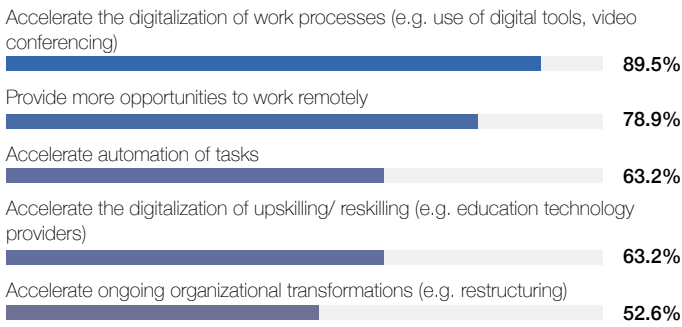 Accelerate the digitalization of work processes (e.g. use of digital tools, video
conferencing)
89.5%
Provide more opportunities to work remotely
78.9%
Accelerate automation of tasks
63.2%
Accelerate the digitalization of upskilling/ reskilling (e.g. education technology
providers)
63.2%
Accelerate ongoing organizational transformations (e.g. restructuring)
52.6%